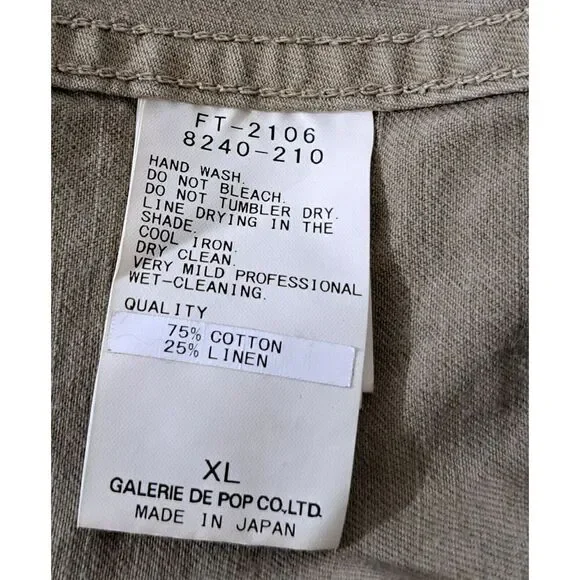 FT-2106
8240-210
HAND WASH.
DO NOT BLEACH.
DO NOT TUMBLER DRY.
LINE DRYING IN THE
SHADE.
COOL IRON.
DRY CLEAN.
VERY MILD PROFESSIONAL
WET-CLEANING.
QUALITY
75% COTTON
25% LINEN
XL
GALERIE DE POP CO.,LTD.
MADE IN JAPAN